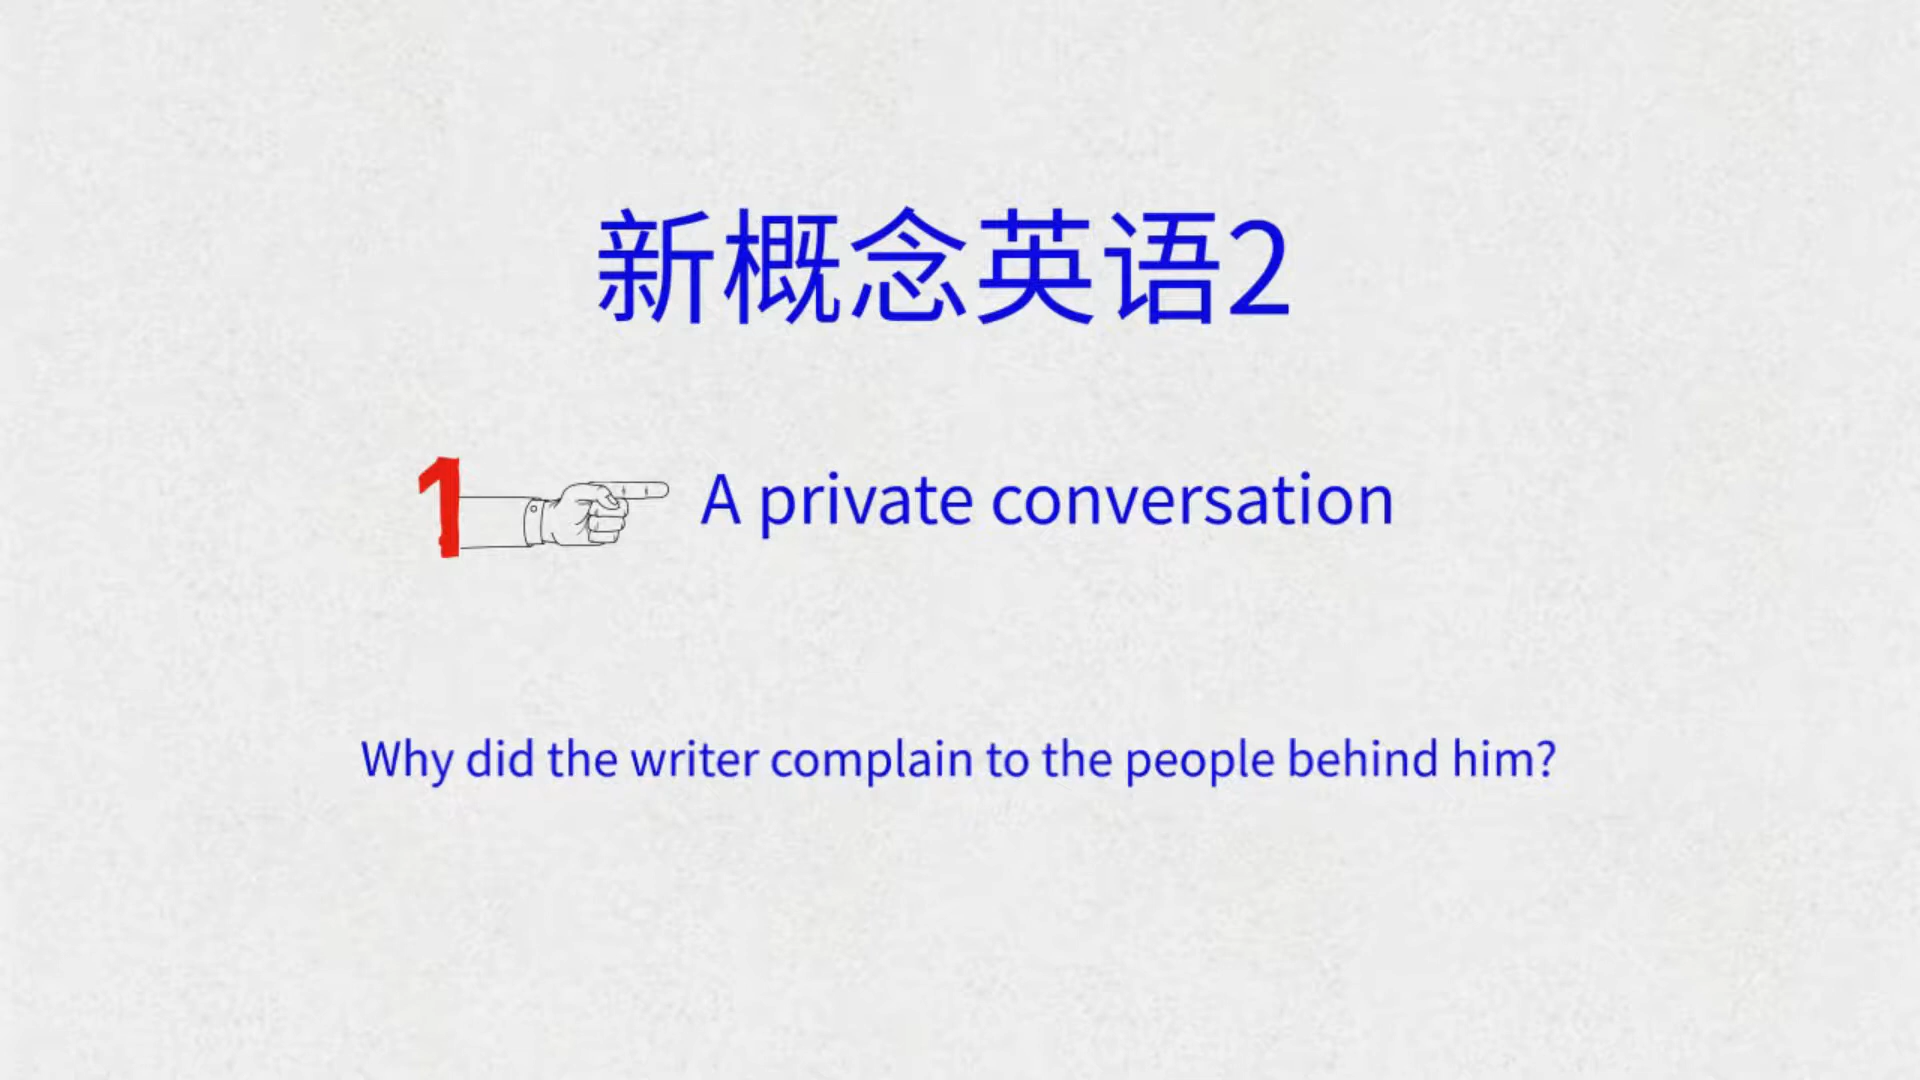 新概念英语2
1 A private conversation
Why did the writer complain to the people behind him?